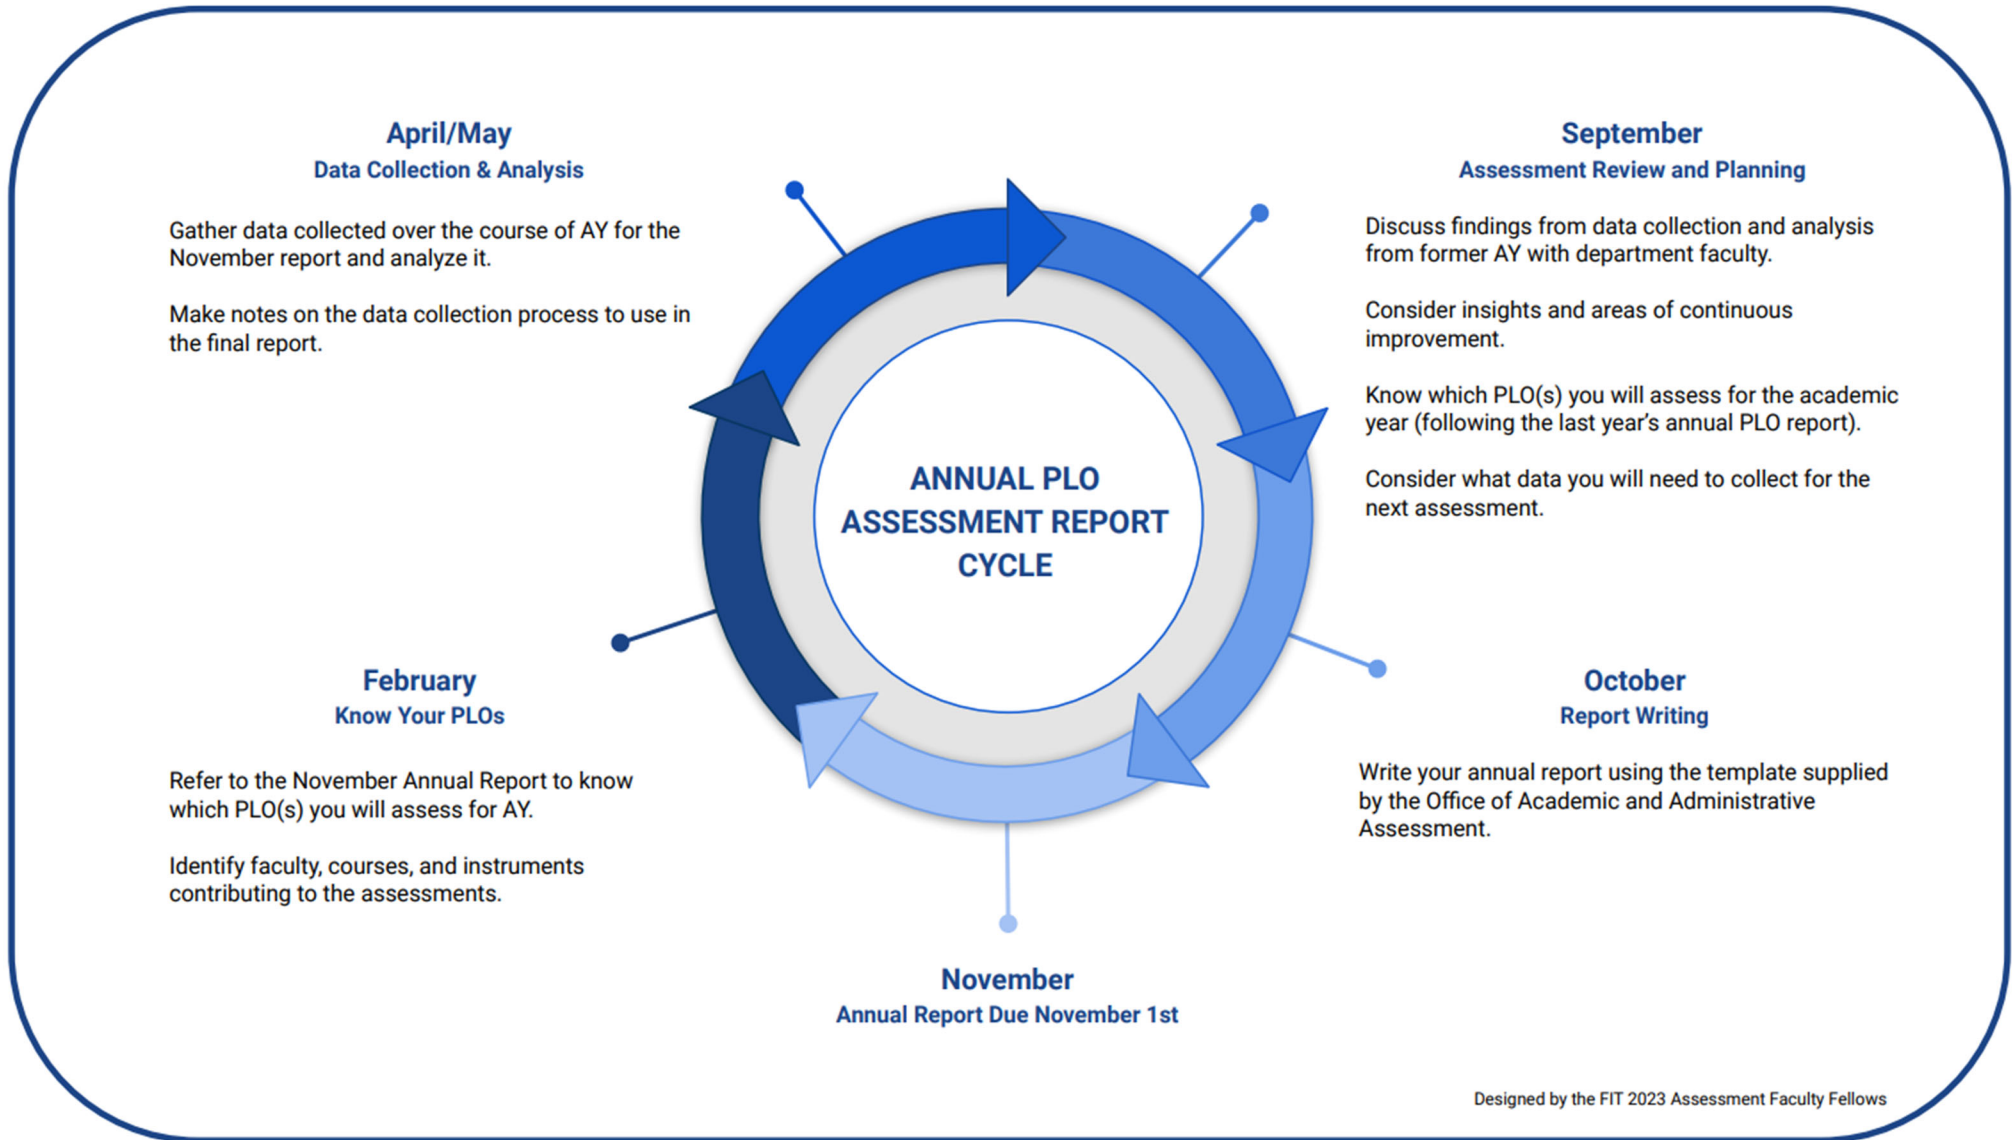 April/May
Data Collection & Analysis
Gather data collected over the course of AY for the
November report and analyze it.
Make notes on the data collection process to use in
the final report.
September
Assessment Review and Planning
Discuss findings from data collection and analysis
from former AY with department faculty.
Consider insights and areas of continuous
improvement.
Know which PLO(s) you will assess for the academic
year (following the last year’s annual PLO report).
Consider what data you will need to collect for the
next assessment.
ANNUAL PLO
ASSESSMENT REPORT
CYCLE
February
Know Your PLOs
Refer to the November Annual Report to know
which PLO(s) you will assess for AY.
Identify faculty, courses, and instruments
contributing to the assessments.
October
Report Writing
Write your annual report using the template supplied
by the Office of Academic and Administrative
Assessment.
November
Annual Report Due November 1st
Designed by the FIT 2023 Assessment Faculty Fellows